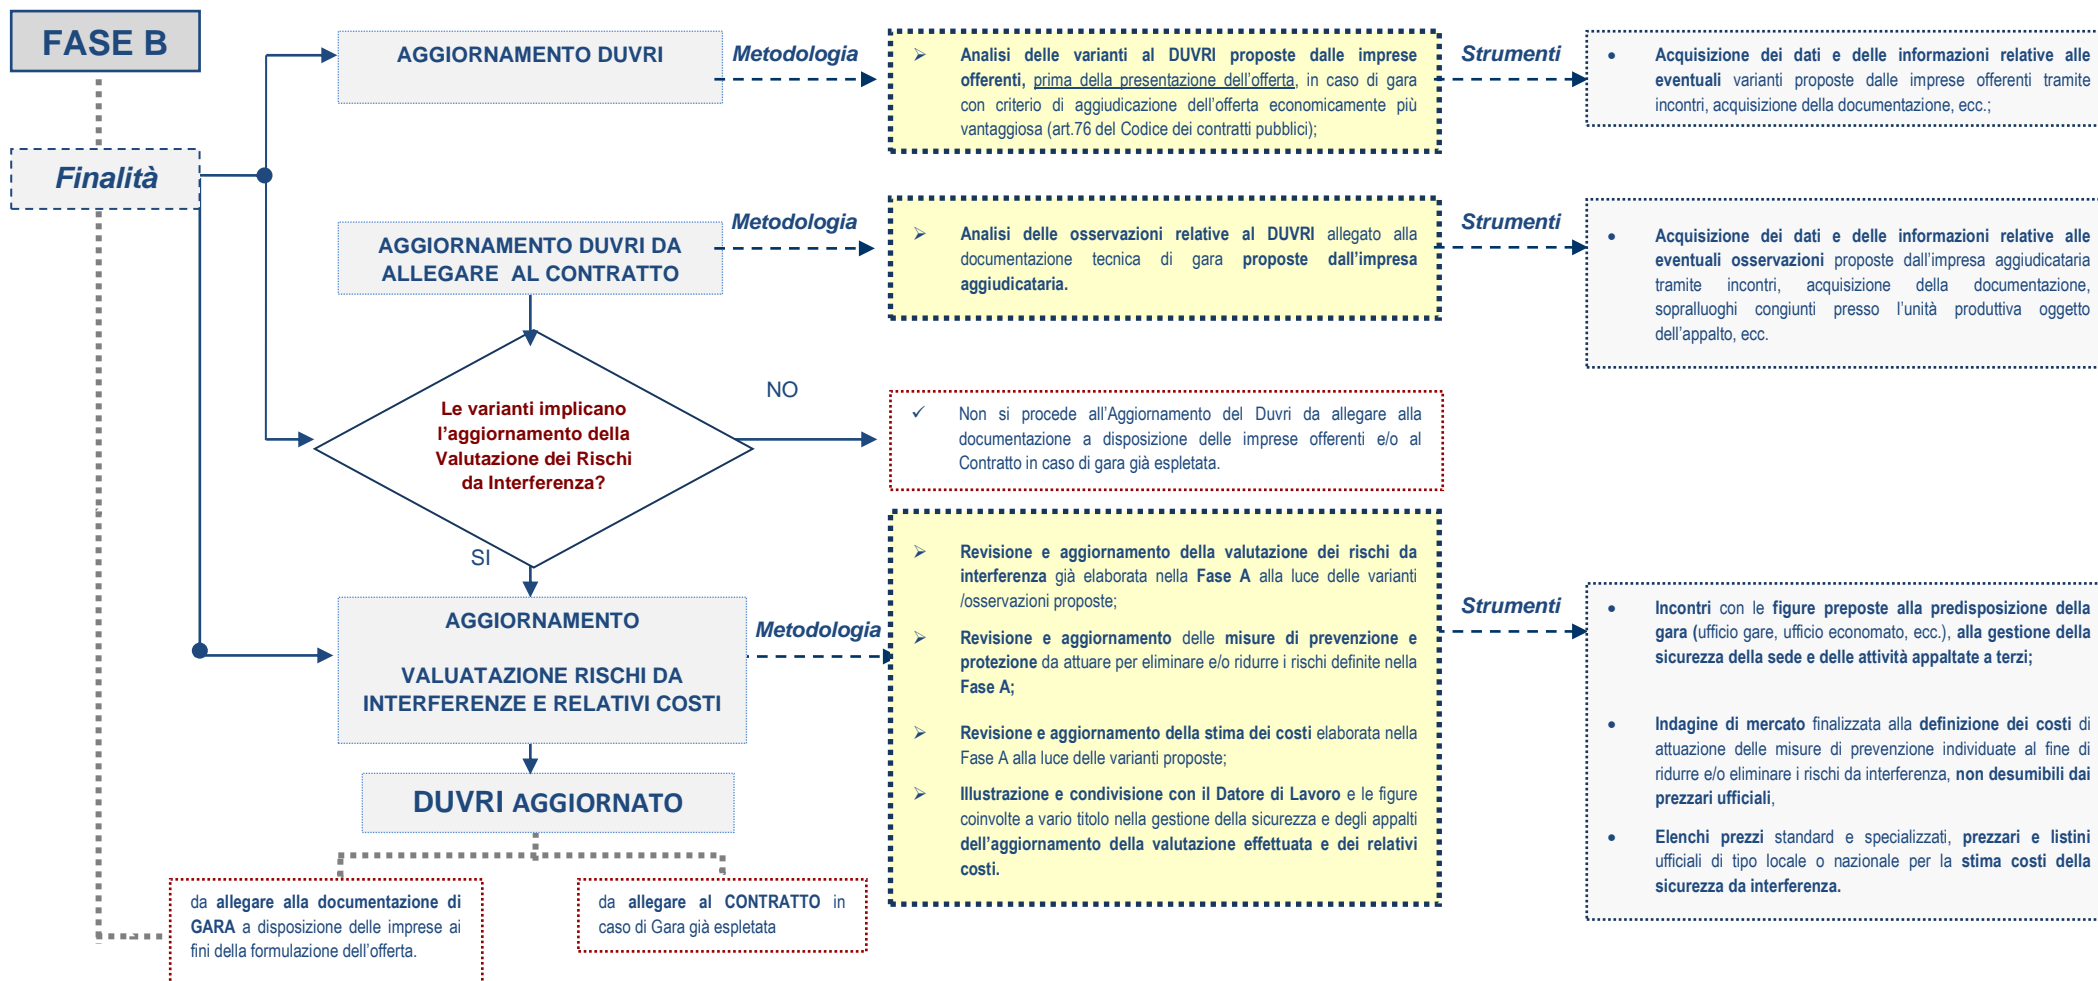 FASE B
Finalità
AGGIORNAMENTO DUVRI
Metodologia
➢ Analisi delle varianti al DUVRI proposte dalle imprese
offerenti, prima della presentazione dell'offerta, in caso di gara
con criterio di aggiudicazione dell'offerta economicamente più
vantaggiosa (art.76 del Codice dei contratti pubblici);
Strumenti
• Acquisizione dei dati e delle informazioni relative alle
eventuali varianti proposte dalle imprese offerenti tramite
incontri, acquisizione della documentazione, ecc.;
AGGIORNAMENTO DUVRI DA
ALLEGARE AL CONTRATTO
Metodologia
➢ Analisi delle osservazioni relative al DUVRI allegato alla
documentazione tecnica di gara proposte dall'impresa
aggiudicataria.
Strumenti
• Acquisizione dei dati e delle informazioni relative alle
eventuali osservazioni proposte dall'impresa aggiudicataria
tramite incontri, acquisizione della documentazione,
sopralluoghi congiunti presso l'unità produttiva oggetto
dell'appalto, ecc.
Le varianti implicano
l'aggiornamento della
Valutazione dei Rischi
da Interferenza?
NO
✓ Non si procede all'Aggiornamento del Duvri da allegare alla
documentazione a disposizione delle imprese offerenti e/o al
Contratto in caso di gara già espletata.
SI
AGGIORNAMENTO
VALUATAZIONE RISCHI DA
INTERFERENZE E RELATIVI COSTI
Metodologia
➢ Revisione e aggiornamento della valutazione dei rischi da
interferenza già elaborata nella Fase A alla luce delle varianti
/osservazioni proposte;
➢ Revisione e aggiornamento delle misure di prevenzione e
protezione da attuare per eliminare e/o ridurre i rischi definite nella
Fase A;
➢ Revisione e aggiornamento della stima dei costi elaborata nella
Fase A alla luce delle varianti proposte;
➢ Illustrazione e condivisione con il Datore di Lavoro e le figure
coinvolte a vario titolo nella gestione della sicurezza e degli appalti
dell'aggiornamento della valutazione effettuata e dei relativi
costi.
Strumenti
• Incontri con le figure preposte alla predisposizione della
gara (ufficio gare, ufficio economato, ecc.), alla gestione della
sicurezza della sede e delle attività appaltate a terzi;
• Indagine di mercato finalizzata alla definizione dei costi di
attuazione delle misure di prevenzione individuate al fine di
ridurre e/o eliminare i rischi da interferenza, non desumibili dai
prezzari ufficiali,
• Elenchi prezzi standard e specializzati, prezzari e listini
ufficiali di tipo locale o nazionale per la stima costi della
sicurezza da interferenza.
DUVRI AGGIORNATO
da allegare alla documentazione di
GARA a disposizione delle imprese ai
fini della formulazione dell'offerta.
da allegare al CONTRATTO in
caso di Gara già espletata